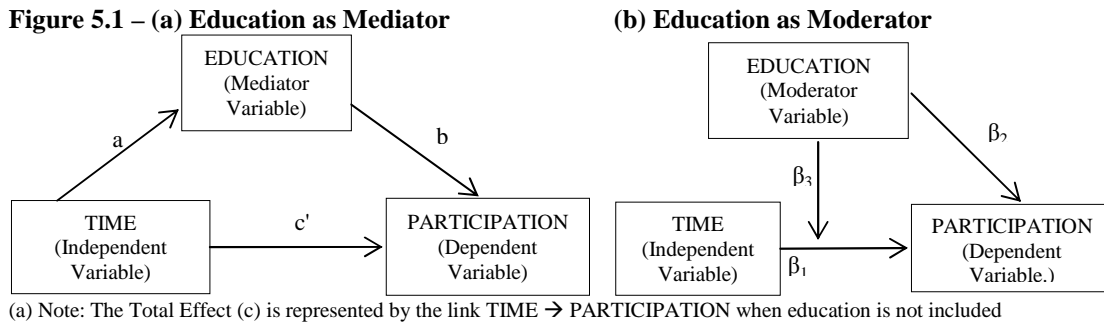 Figure 5.1 – (a) Education as Mediator
EDUCATION
(Mediator
Variable)
a
b
TIME
(Independent
Variable)
c'
PARTICIPATION
(Dependent
Variable)
(b) Education as Moderator
EDUCATION
(Moderator
Variable)
β₂
β₃
TIME
(Independent
Variable)
β₁
PARTICIPATION
(Dependent
Variable.)
(a) Note: The Total Effect (c) is represented by the link TIME → PARTICIPATION when education is not included